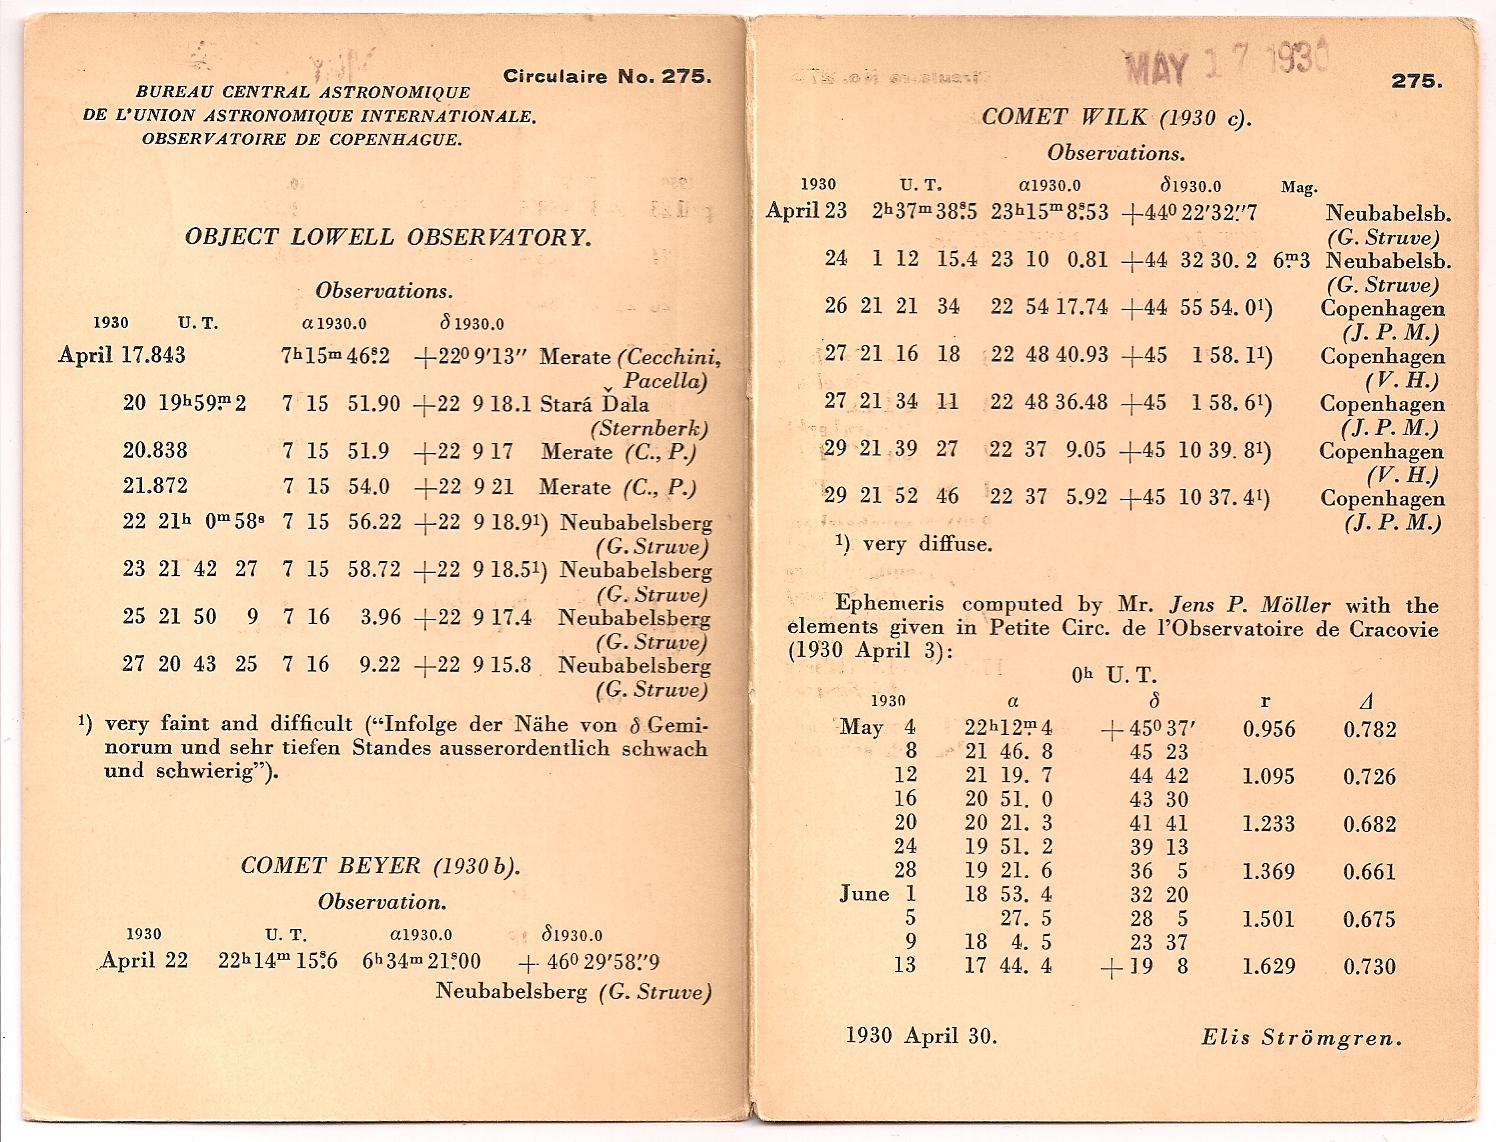 Circulaire No. 275.
BUREAU CENTRAL ASTRONOMIQUE
DE L'UNION ASTRONOMIQUE INTERNATIONALE.
OBSERVATOIRE DE COPENHAGUE.
OBJECT LOWELL OBSERVATORY.
Observations.
1930 U. T. α1930.0 δ1930.0
April 17.843 7ʰ15ᵐ46ˢ.2 +22⁰ 9′13″ Merate (Cecchini,
Pacella)
20 19ʰ59ᵐ.2 7 15 51.90 +22 9 18.1 Stará Ďala
(Sternberk)
20.838 7 15 51.9 +22 9 17 Merate (C., P.)
21.872 7 15 54.0 +22 9 21 Merate (C., P.)
22 21ʰ 0ᵐ58ˢ 7 15 56.22 +22 9 18.9¹) Neubabelsberg
(G. Struve)
23 21 42 27 7 15 58.72 +22 9 18.5¹) Neubabelsberg
(G. Struve)
25 21 50 9 7 16 3.96 +22 9 17.4 Neubabelsberg
(G. Struve)
27 20 43 25 7 16 9.22 +22 9 15.8 Neubabelsberg
(G. Struve)
¹) very faint and difficult (“Infolge der Nähe von δ Gemi-
norum und sehr tiefen Standes ausserordentlich schwach
und schwierig”).
COMET BEYER (1930 b).
Observation.
1930 U. T. α1930.0 δ1930.0
April 22 22ʰ14ᵐ15ˢ.6 6ʰ34ᵐ21ˢ.00 + 46⁰ 29′58″.9
Neubabelsberg (G. Struve)
MAY 17 1930
275.
COMET WILK (1930 c).
Observations.
1930 U. T. α1930.0 δ1930.0 Mag.
April 23 2ʰ37ᵐ38ˢ.5 23ʰ15ᵐ8ˢ.53 +44⁰ 22′32″.7 Neubabelsb.
(G. Struve)
24 1 12 15.4 23 10 0.81 +44 32 30. 2 6ᵐ.3 Neubabelsb.
(G. Struve)
26 21 21 34 22 54 17.74 +44 55 54. 0¹) Copenhagen
(J. P. M.)
27 21 16 18 22 48 40.93 +45 1 58. 1¹) Copenhagen
(V. H.)
27 21 34 11 22 48 36.48 +45 1 58. 6¹) Copenhagen
(J. P. M.)
29 21 39 27 22 37 9.05 +45 10 39. 8¹) Copenhagen
(V. H.)
29 21 52 46 22 37 5.92 +45 10 37. 4¹) Copenhagen
(J. P. M.)
¹) very diffuse.
Ephemeris computed by Mr. Jens P. Möller with the
elements given in Petite Circ. de l'Observatoire de Cracovie
(1930 April 3):
0ʰ U. T.
1930 α δ r Δ
May 4 22ʰ12ᵐ.4 + 45⁰ 37′ 0.956 0.782
8 21 46. 8 45 23
12 21 19. 7 44 42 1.095 0.726
16 20 51. 0 43 30
20 20 21. 3 41 41 1.233 0.682
24 19 51. 2 39 13
28 19 21. 6 36 5 1.369 0.661
June 1 18 53. 4 32 20
5 27. 5 28 5 1.501 0.675
9 18 4. 5 23 37
13 17 44. 4 +19 8 1.629 0.730
1930 April 30. Elis Strömgren.